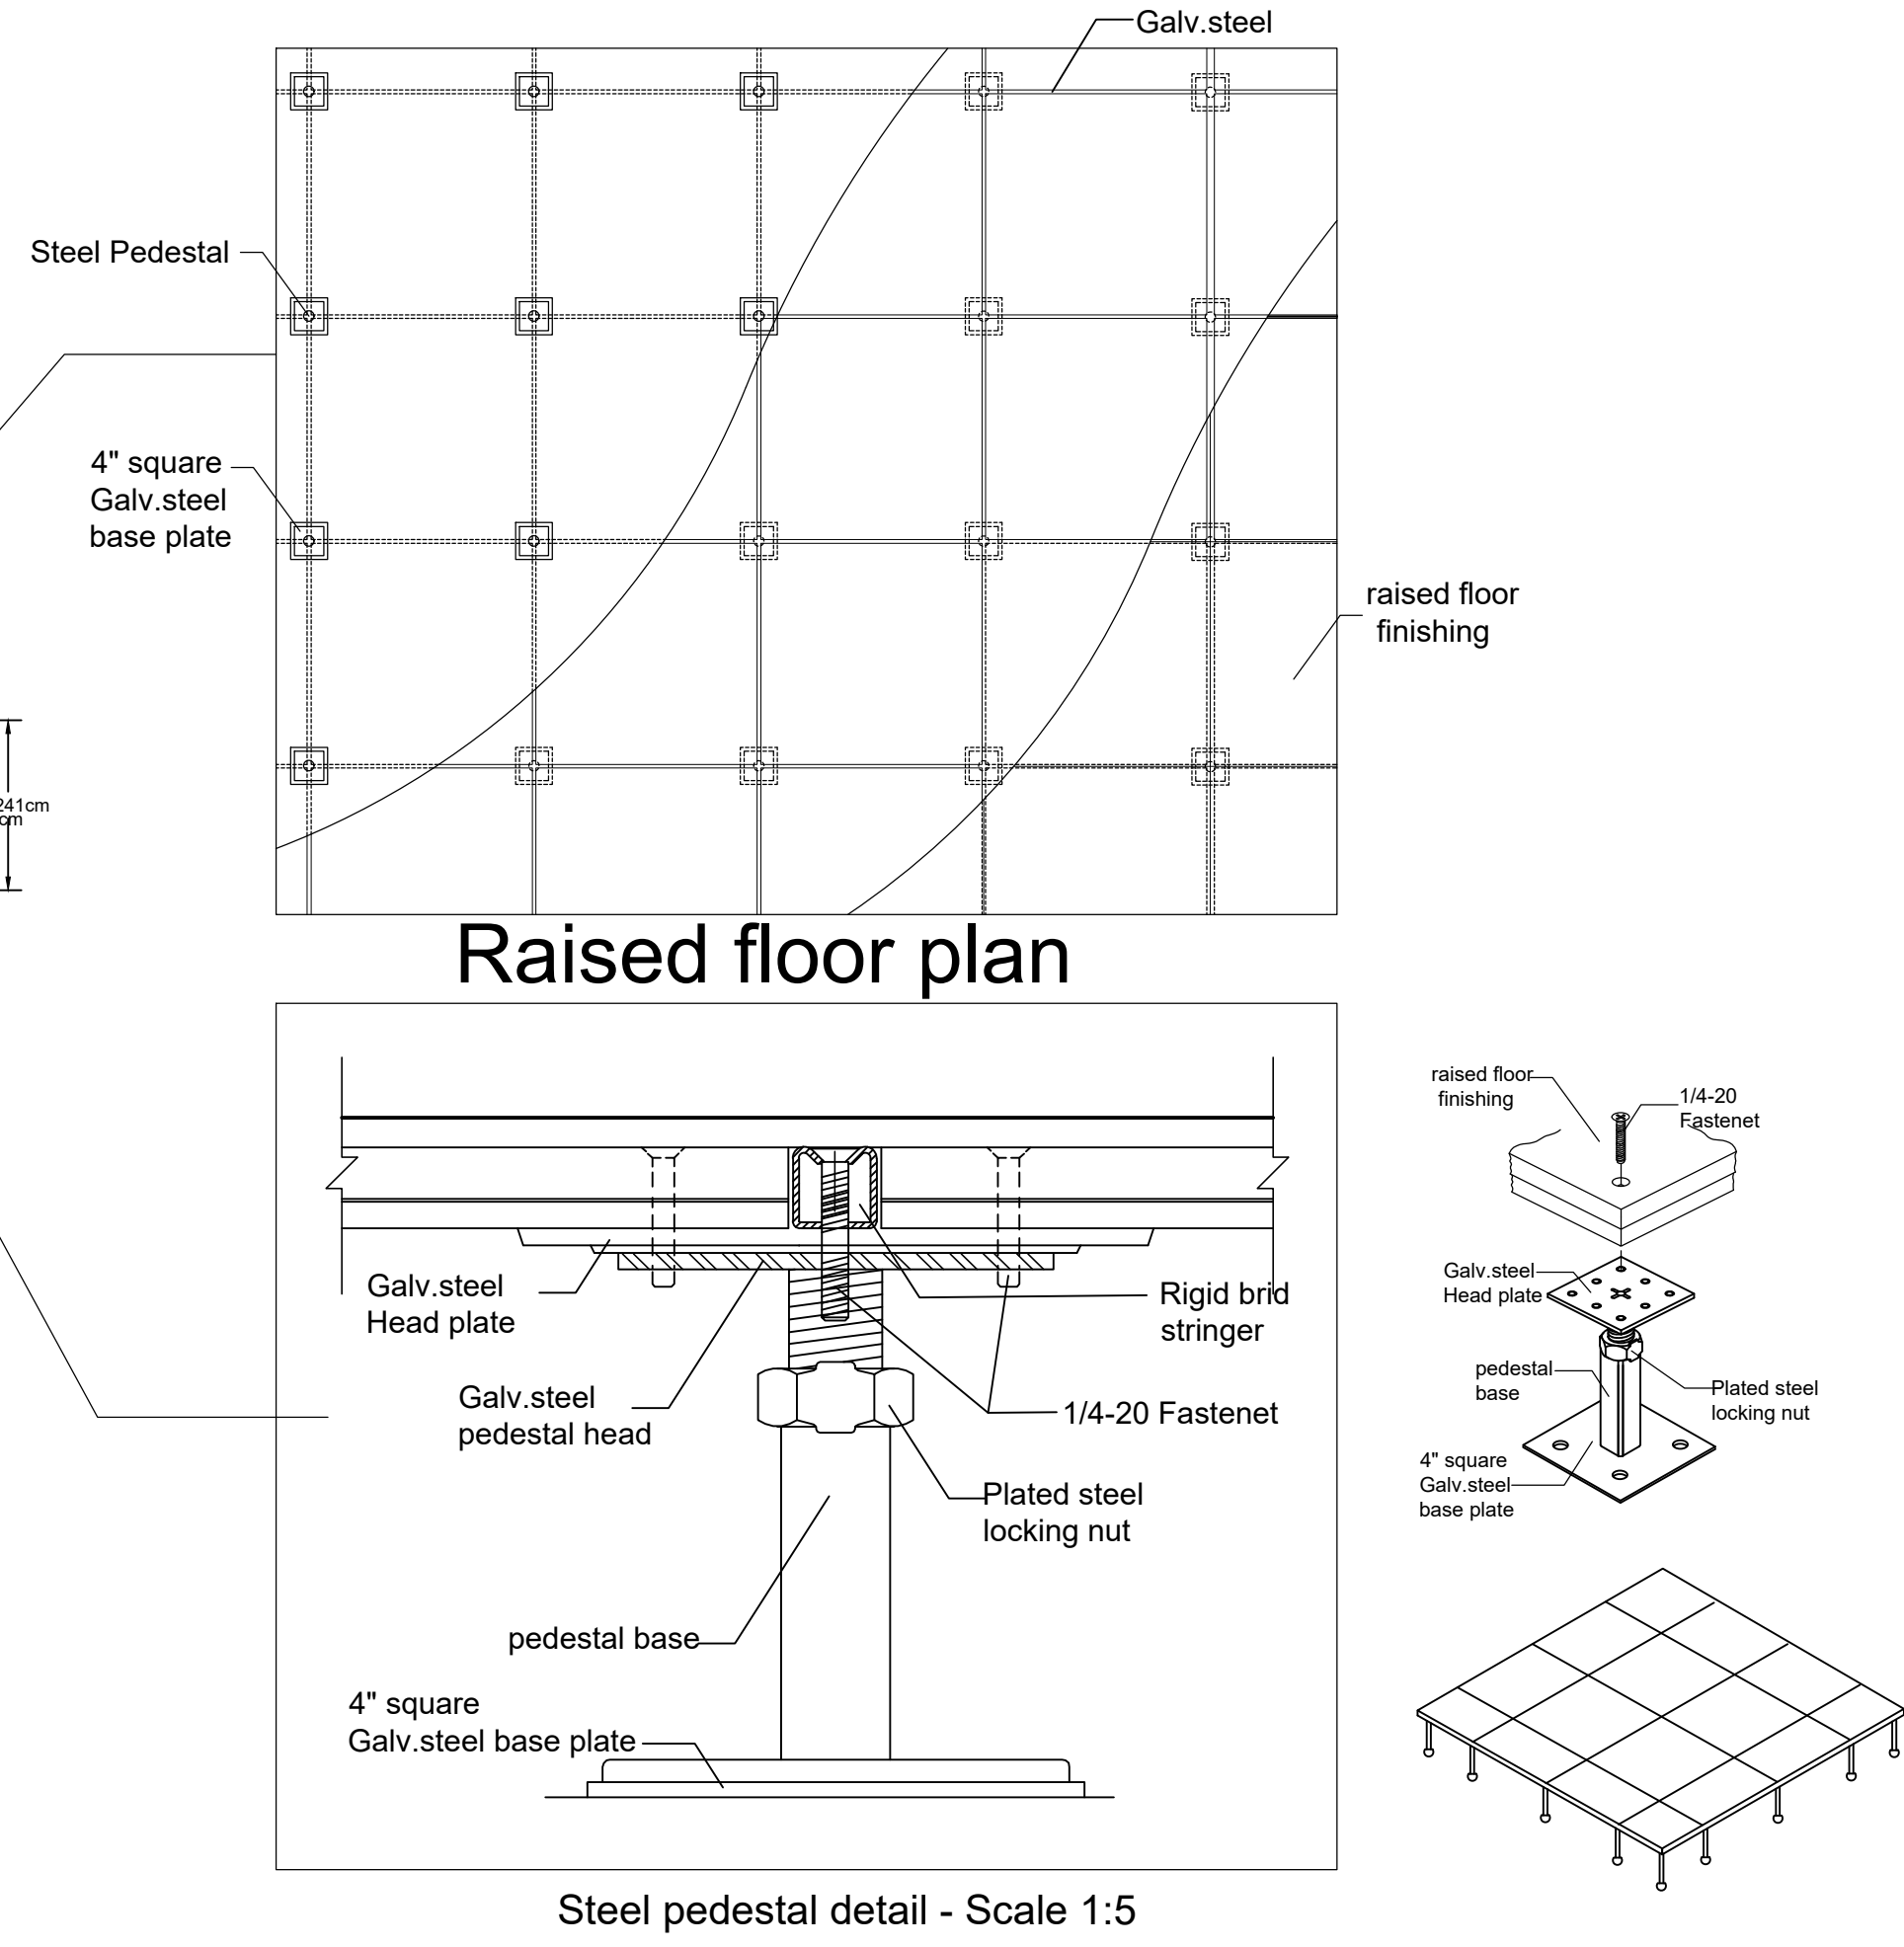 Galv.steel
Steel Pedestal
4" square
Galv.steel
base plate
raised floor
finishing
241cm
cm
Raised floor plan
Galv.steel
Head plate
Rigid brid
stringer
Galv.steel
pedestal head
1/4-20 Fastenet
Plated steel
locking nut
pedestal base
4" square
Galv.steel base plate
Steel pedestal detail - Scale 1:5
raised floor
finishing
1/4-20
Fastenet
Galv.steel
Head plate
pedestal
base
Plated steel
locking nut
4" square
Galv.steel
base plate